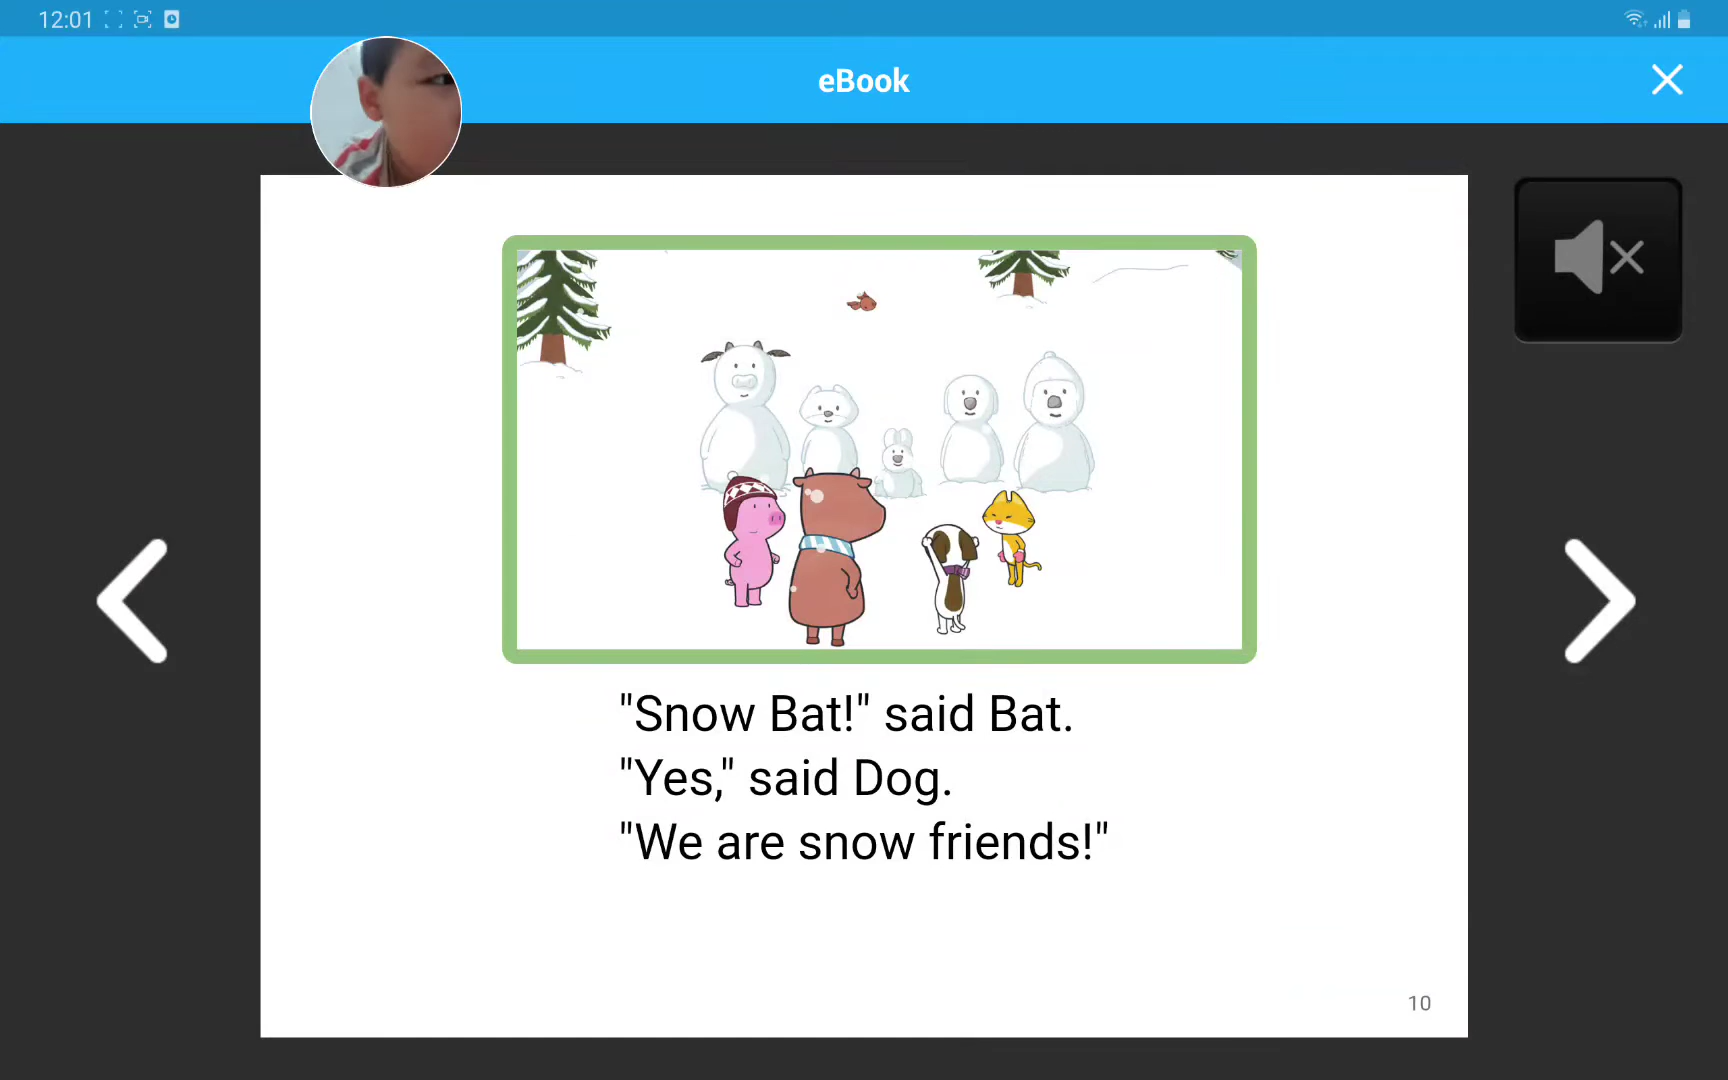 12:01
eBook
"Snow Bat!" said Bat.
"Yes," said Dog.
"We are snow friends!"
10